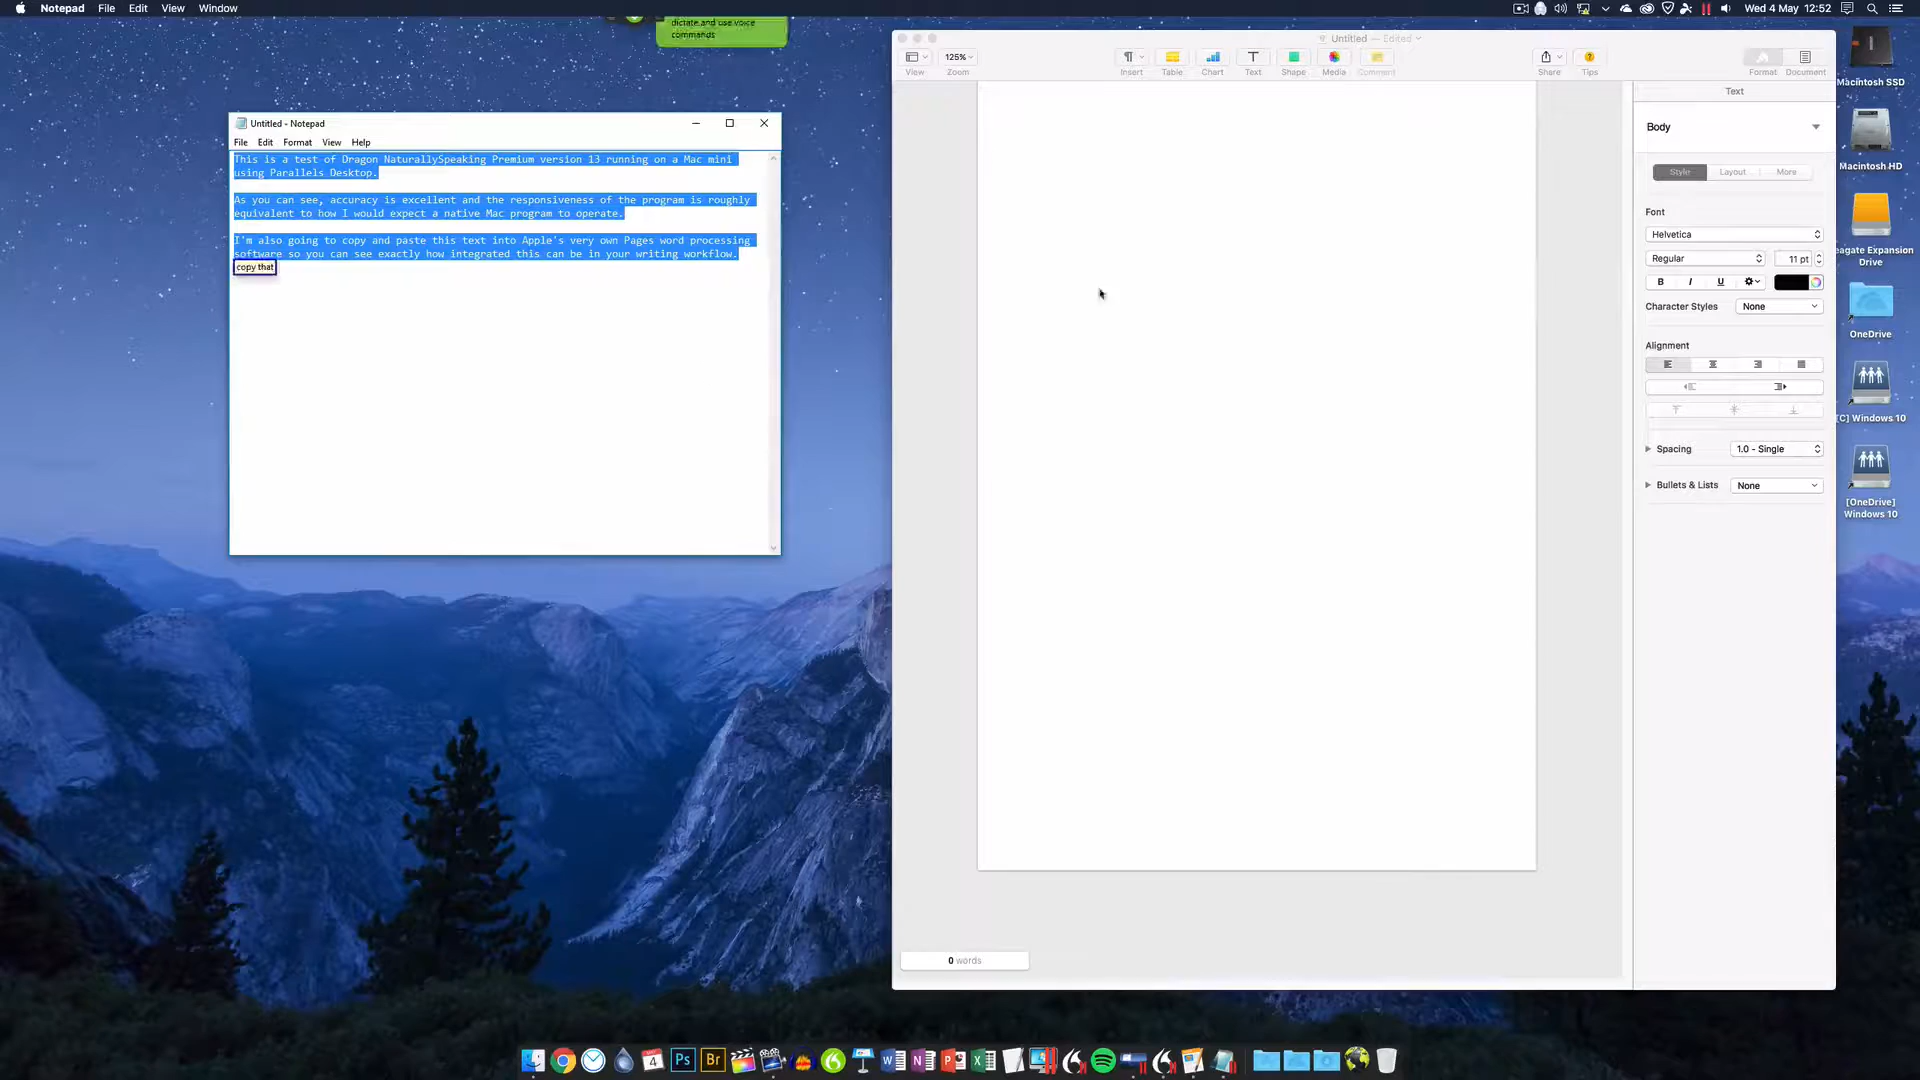 Notepad File Edit View Window
Wed 4 May 12:52
dictate and use voice
commands
Untitled - Notepad
File Edit Format View Help
This is a test of Dragon NaturallySpeaking Premium version 13 running on a Mac mini
using Parallels Desktop.
As you can see, accuracy is excellent and the responsiveness of the program is roughly
equivalent to how I would expect a native Mac program to operate.
I'm also going to copy and paste this text into Apple's very own Pages word processing
software so you can see exactly how integrated this can be in your writing workflow.
copy that
Untitled — Edited
125%
View Zoom Insert Table Chart Text Shape Media Comment Share Tips Format Document
Text
Body
Style Layout More
Font
Helvetica
Regular 11 pt
B I U
Character Styles None
Alignment
Spacing 1.0 - Single
Bullets & Lists None
0 words
Macintosh SSD
Macintosh HD
eagate Expansion
Drive
OneDrive
[C] Windows 10
[OneDrive]
Windows 10
4
Ps Br